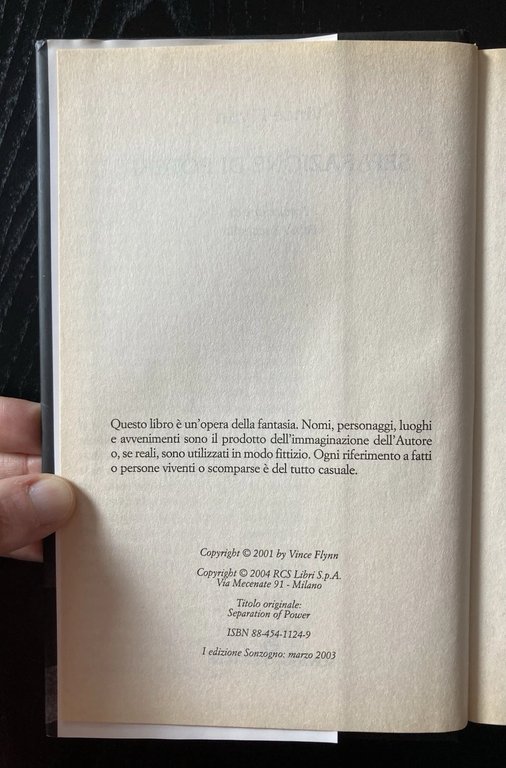 Questo libro è un'opera della fantasia. Nomi, personaggi, luoghi
e avvenimenti sono il prodotto dell'immaginazione dell'Autore
o, se reali, sono utilizzati in modo fittizio. Ogni riferimento a fatti
o persone viventi o scomparse è del tutto casuale.
Copyright © 2001 by Vince Flynn
Copyright © 2004 RCS Libri S.p.A.
Via Mecenate 91 - Milano
Titolo originale:
Separation of Power
ISBN 88-454-1124-9
I edizione Sonzogno: marzo 2003